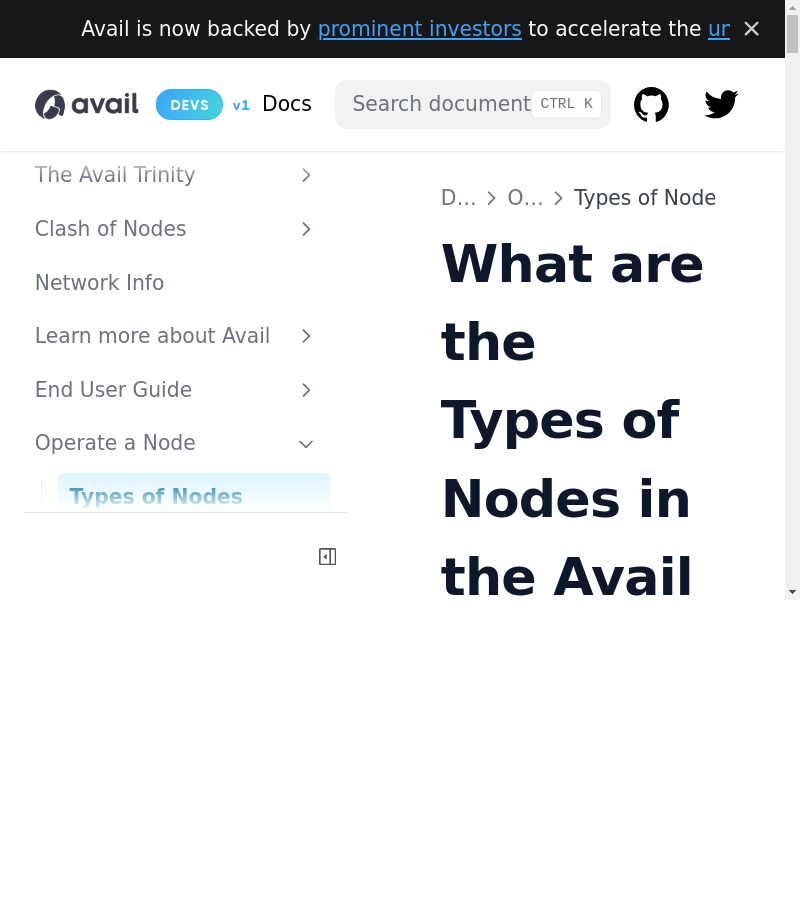 Avail is now backed by prominent investors to accelerate the ur
avail DEVS v1 Docs
Search document CTRL K
The Avail Trinity
Clash of Nodes
Network Info
Learn more about Avail
End User Guide
Operate a Node
Types of Nodes
D… O… Types of Node
What are
the
Types of
Nodes in
the Avail